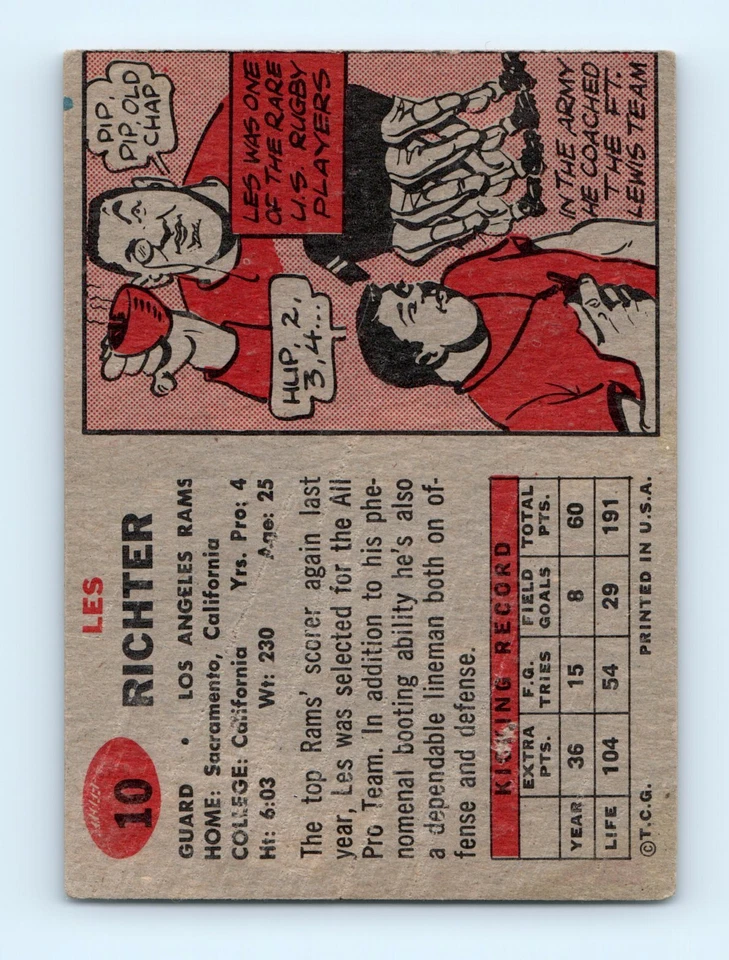 10
LES
RICHTER
GUARD • LOS ANGELES RAMS
HOME: Sacramento, California
COLLEGE: California Yrs. Pro: 4
Ht: 6:03 Wt: 230 Age: 25
The top Rams' scorer again last
year, Les was selected for the All
Pro Team. In addition to his phe-
nomenal booting ability he's also
a dependable lineman both on of-
fense and defense.
KICKING RECORD
EXTRA PTS. F.G. TRIES FIELD GOALS TOTAL PTS.
YEAR 36 15 8 60
LIFE 104 54 29 191
©T.C.G. PRINTED IN U.S.A.
PIP,
PIP, OLD
CHAP
LES WAS ONE
OF THE RARE
U.S. RUGBY
PLAYERS
HUP, 2,
3, 4...
IN THE ARMY
HE COACHED
THE FT.
LEWIS TEAM